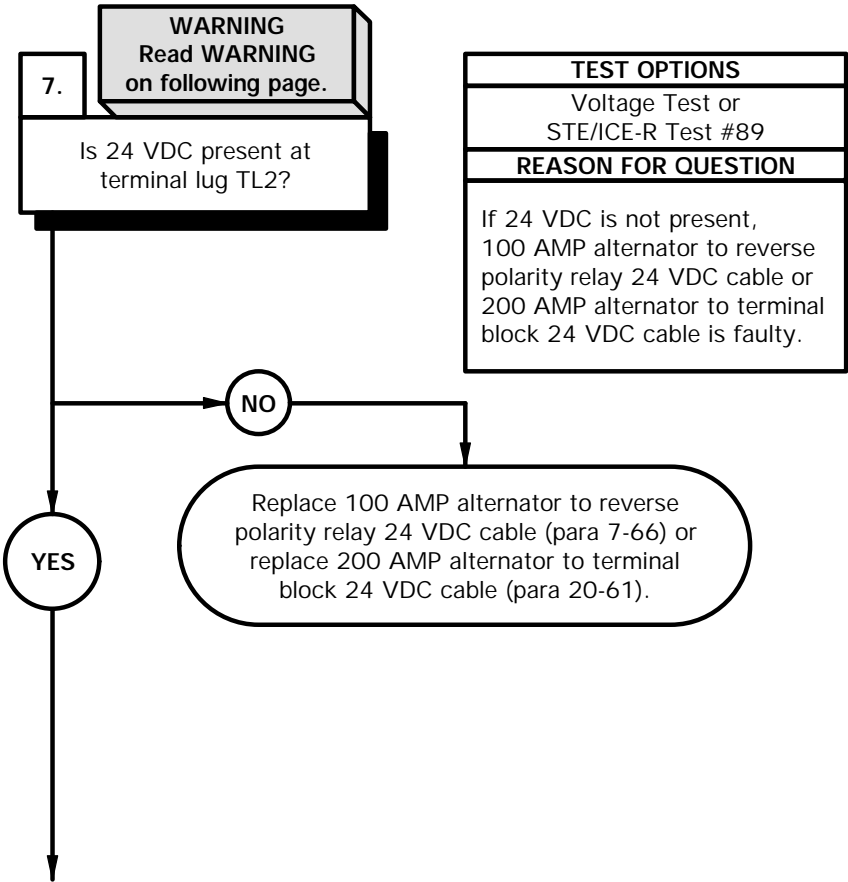 WARNING
Read WARNING
on following page.
7.
Is 24 VDC present at
terminal lug TL2?
TEST OPTIONS
Voltage Test or
STE/ICE-R Test #89
REASON FOR QUESTION
If 24 VDC is not present,
100 AMP alternator to reverse
polarity relay 24 VDC cable or
200 AMP alternator to terminal
block 24 VDC cable is faulty.
NO
Replace 100 AMP alternator to reverse
polarity relay 24 VDC cable (para 7-66) or
replace 200 AMP alternator to terminal
block 24 VDC cable (para 20-61).
YES